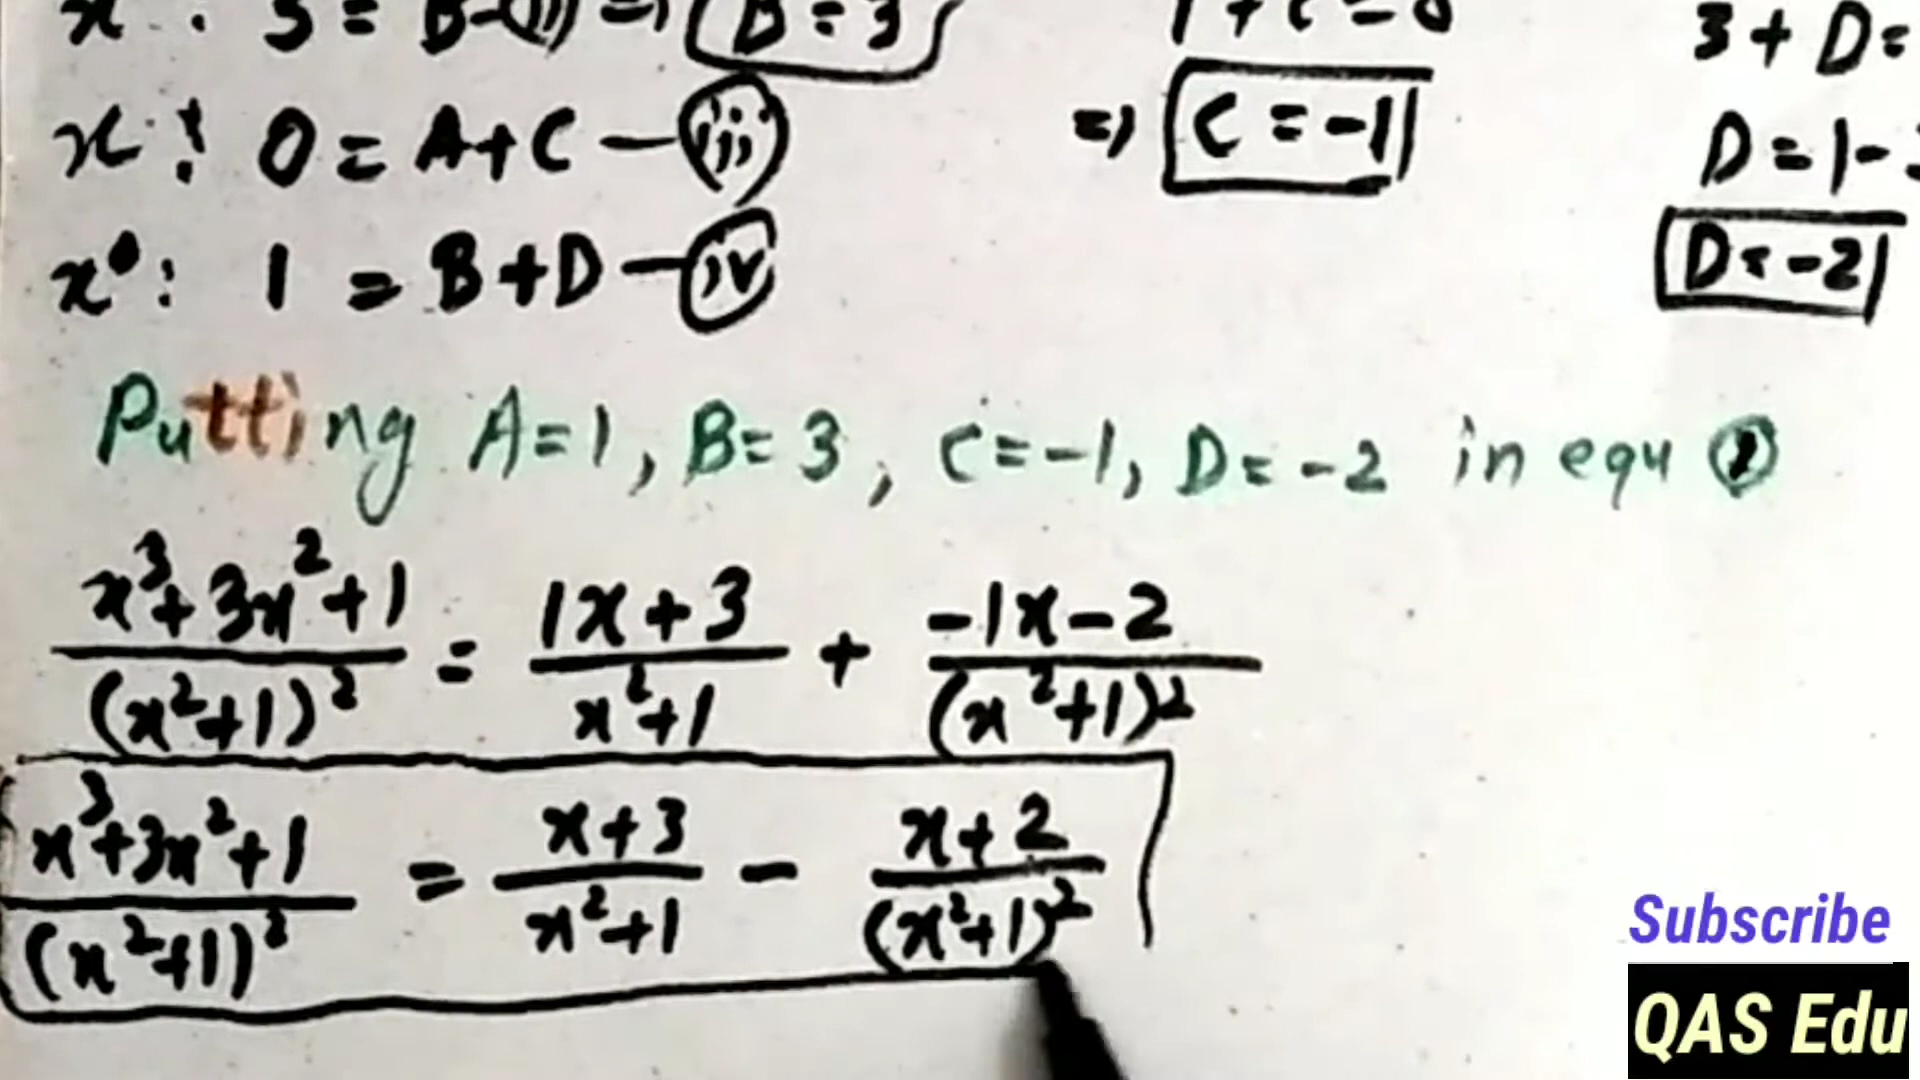 x : 3 = B - (ii) => B = 3
1 + C = 0
3 + D =
x : 0 = A + C — (iii)
=> C = -1
D = 1 -
x⁰ : 1 = B + D — (iv)
D = -2
Putting A=1, B=3, C=-1, D=-2 in equ ①
x³+3x²+1/(x²+1)² = 1x+3/x²+1 + -1x-2/(x²+1)²
x³+3x²+1/(x²+1)² = x+3/x²+1 - x+2/(x²+1)²
Subscribe
QAS Edu